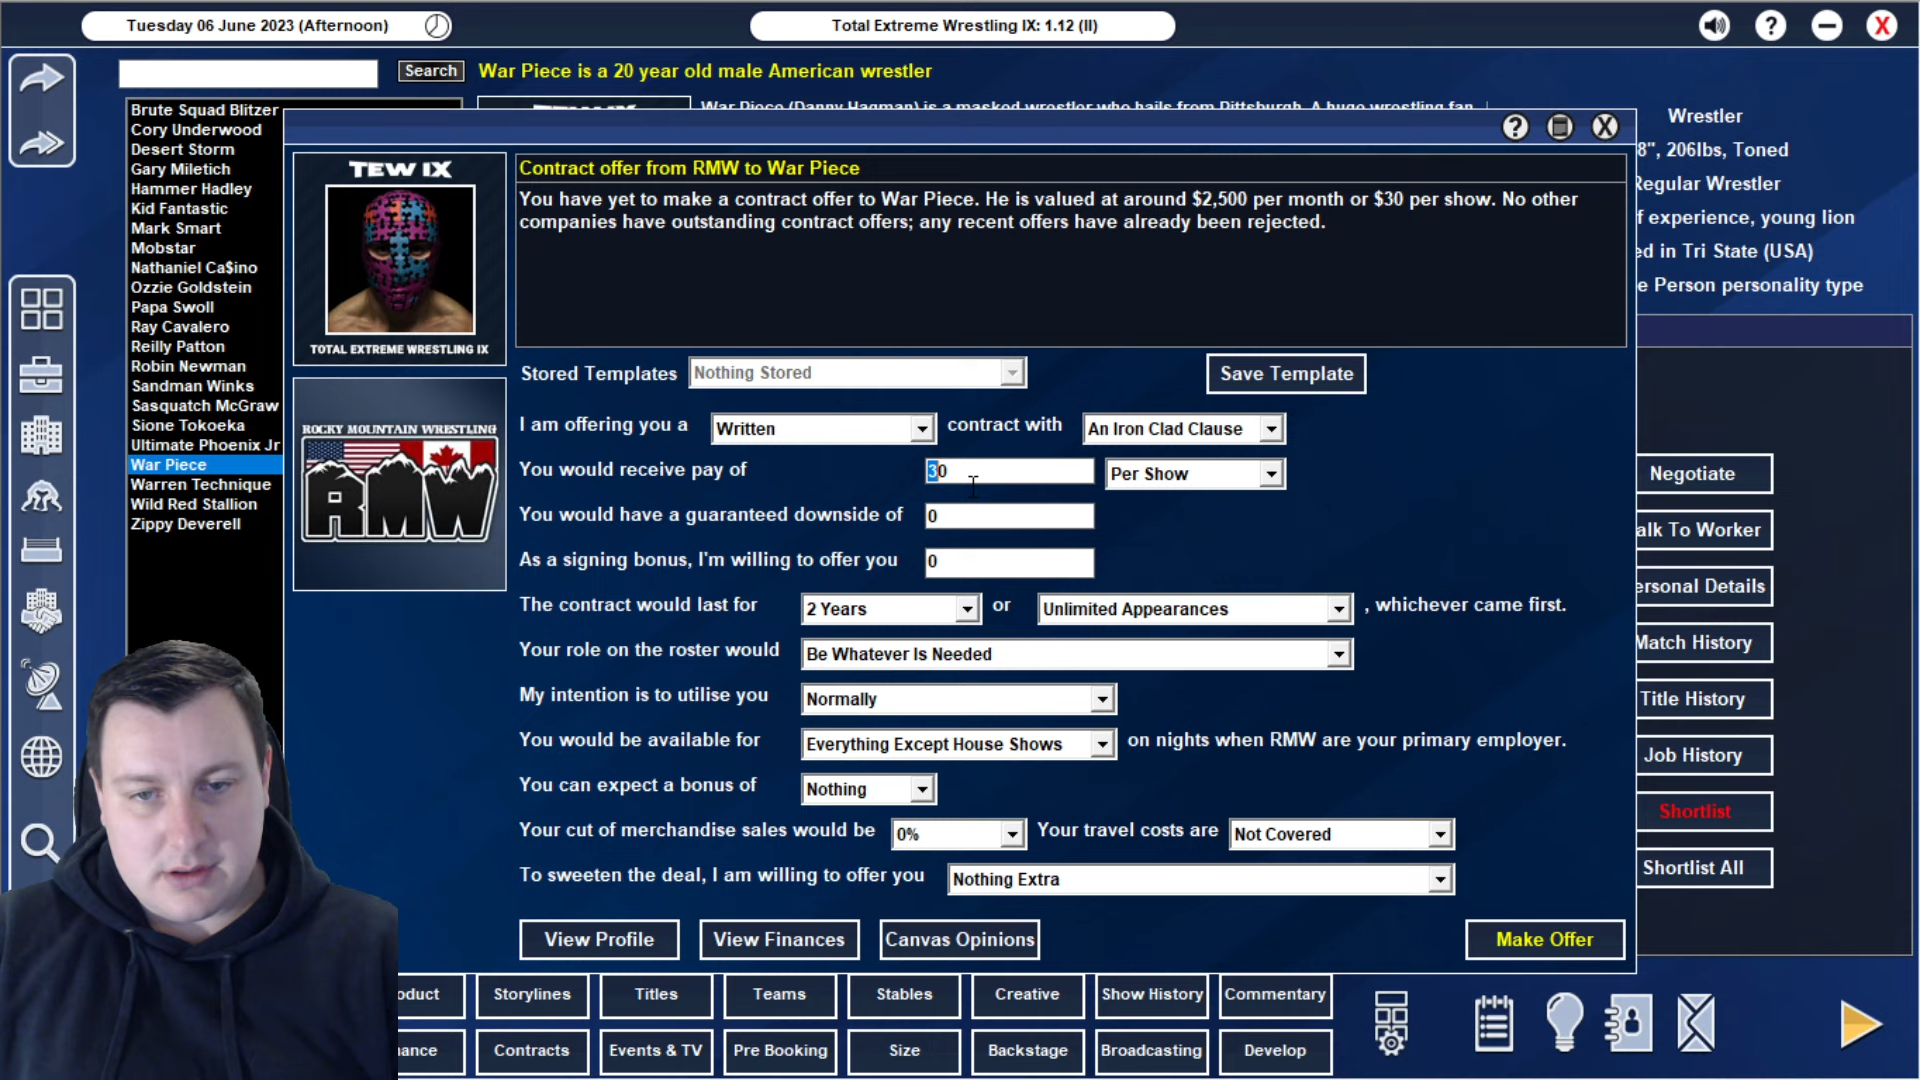 Tuesday 06 June 2023 (Afternoon)
Total Extreme Wrestling IX: 1.12 (II)
Search
War Piece is a 20 year old male American wrestler
War Piece (Danny Hagman) is a masked wrestler who hails from Pittsburgh. A huge wrestling fan,
Brute Squad Blitzer
Cory Underwood
Desert Storm
Gary Miletich
Hammer Hadley
Kid Fantastic
Mark Smart
Mobstar
Nathaniel Ca$ino
Ozzie Goldstein
Papa Swoll
Ray Cavalero
Reilly Patton
Robin Newman
Sandman Winks
Sasquatch McGraw
Sione Tokoeka
Ultimate Phoenix Jr
War Piece
Warren Technique
Wild Red Stallion
Zippy Deverell
TEW IX
TOTAL EXTREME WRESTLING IX
ROCKY MOUNTAIN WRESTLING
RMW
Contract offer from RMW to War Piece
You have yet to make a contract offer to War Piece. He is valued at around $2,500 per month or $30 per show. No other
companies have outstanding contract offers; any recent offers have already been rejected.
Stored Templates Nothing Stored Save Template
I am offering you a Written contract with An Iron Clad Clause
You would receive pay of 30 Per Show
You would have a guaranteed downside of 0
As a signing bonus, I'm willing to offer you 0
The contract would last for 2 Years or Unlimited Appearances , whichever came first.
Your role on the roster would Be Whatever Is Needed
My intention is to utilise you Normally
You would be available for Everything Except House Shows on nights when RMW are your primary employer.
You can expect a bonus of Nothing
Your cut of merchandise sales would be 0% Your travel costs are Not Covered
To sweeten the deal, I am willing to offer you Nothing Extra
View Profile View Finances Canvas Opinions Make Offer
Wrestler
8", 206lbs, Toned
Regular Wrestler
f experience, young lion
ed in Tri State (USA)
e Person personality type
Negotiate
alk To Worker
ersonal Details
Match History
Title History
Job History
Shortlist
Shortlist All
oduct Storylines Titles Teams Stables Creative Show History Commentary
nance Contracts Events & TV Pre Booking Size Backstage Broadcasting Develop